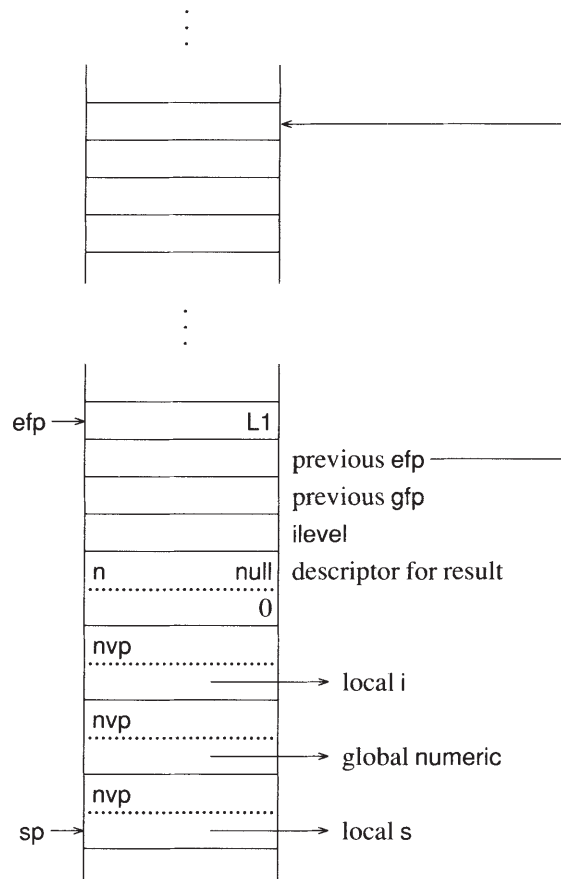 efp L1
previous efp
previous gfp
ilevel
n null descriptor for result
0
nvp
local i
nvp
global numeric
nvp
sp local s